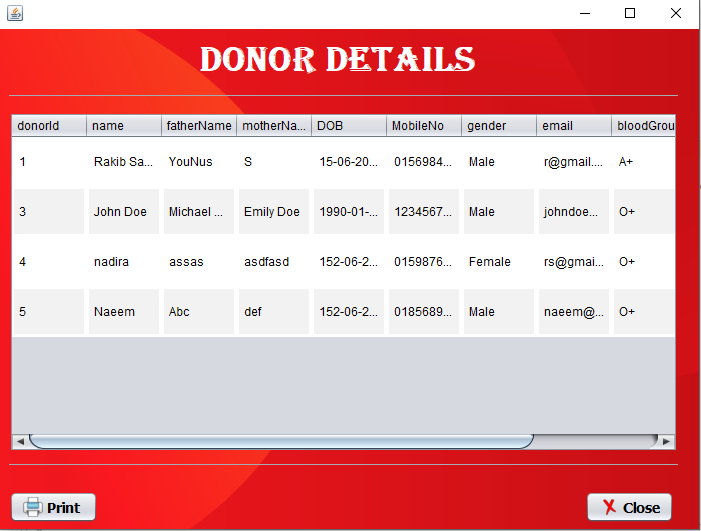 DONOR DETAILS
donorId name fatherName motherNa... DOB MobileNo gender email bloodGrou
1 Rakib Sa... YouNus S 15-06-20... 0156984... Male r@gmail.... A+
3 John Doe Michael ... Emily Doe 1990-01-... 1234567... Male johndoe... O+
4 nadira assas asdfasd 152-06-2... 0159876... Female rs@gmai... O+
5 Naeem Abc def 152-06-2... 0185689... Male naeem@... O+
Print Close